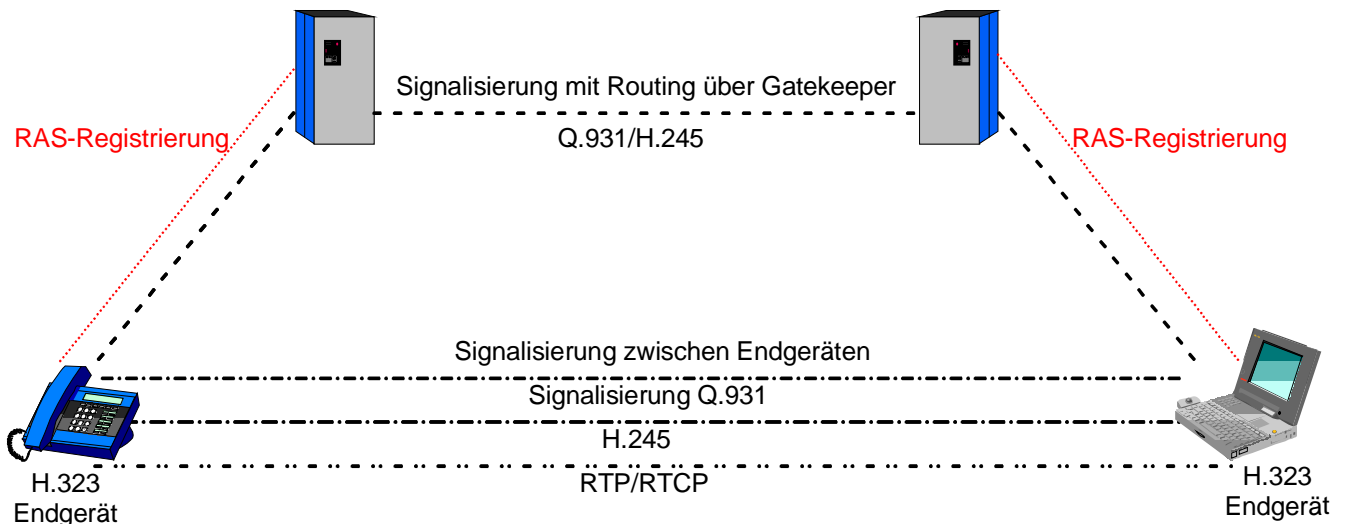 Signalisierung mit Routing über Gatekeeper
RAS-Registrierung
Q.931/H.245
RAS-Registrierung
Signalisierung zwischen Endgeräten
Signalisierung Q.931
H.245
RTP/RTCP
H.323
Endgerät
H.323
Endgerät